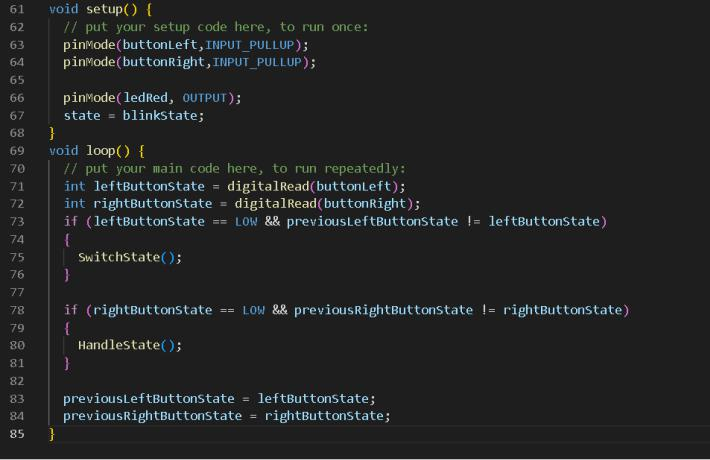 61 void setup() {
62   // put your setup code here, to run once:
63   pinMode(buttonLeft,INPUT_PULLUP);
64   pinMode(buttonRight,INPUT_PULLUP);
65
66   pinMode(ledRed, OUTPUT);
67   state = blinkState;
68 }
69 void loop() {
70   // put your main code here, to run repeatedly:
71   int leftButtonState = digitalRead(buttonLeft);
72   int rightButtonState = digitalRead(buttonRight);
73   if (leftButtonState == LOW && previousLeftButtonState != leftButtonState)
74   {
75     SwitchState();
76   }
77
78   if (rightButtonState == LOW && previousRightButtonState != rightButtonState)
79   {
80     HandleState();
81   }
82
83   previousLeftButtonState = leftButtonState;
84   previousRightButtonState = rightButtonState;
85 }